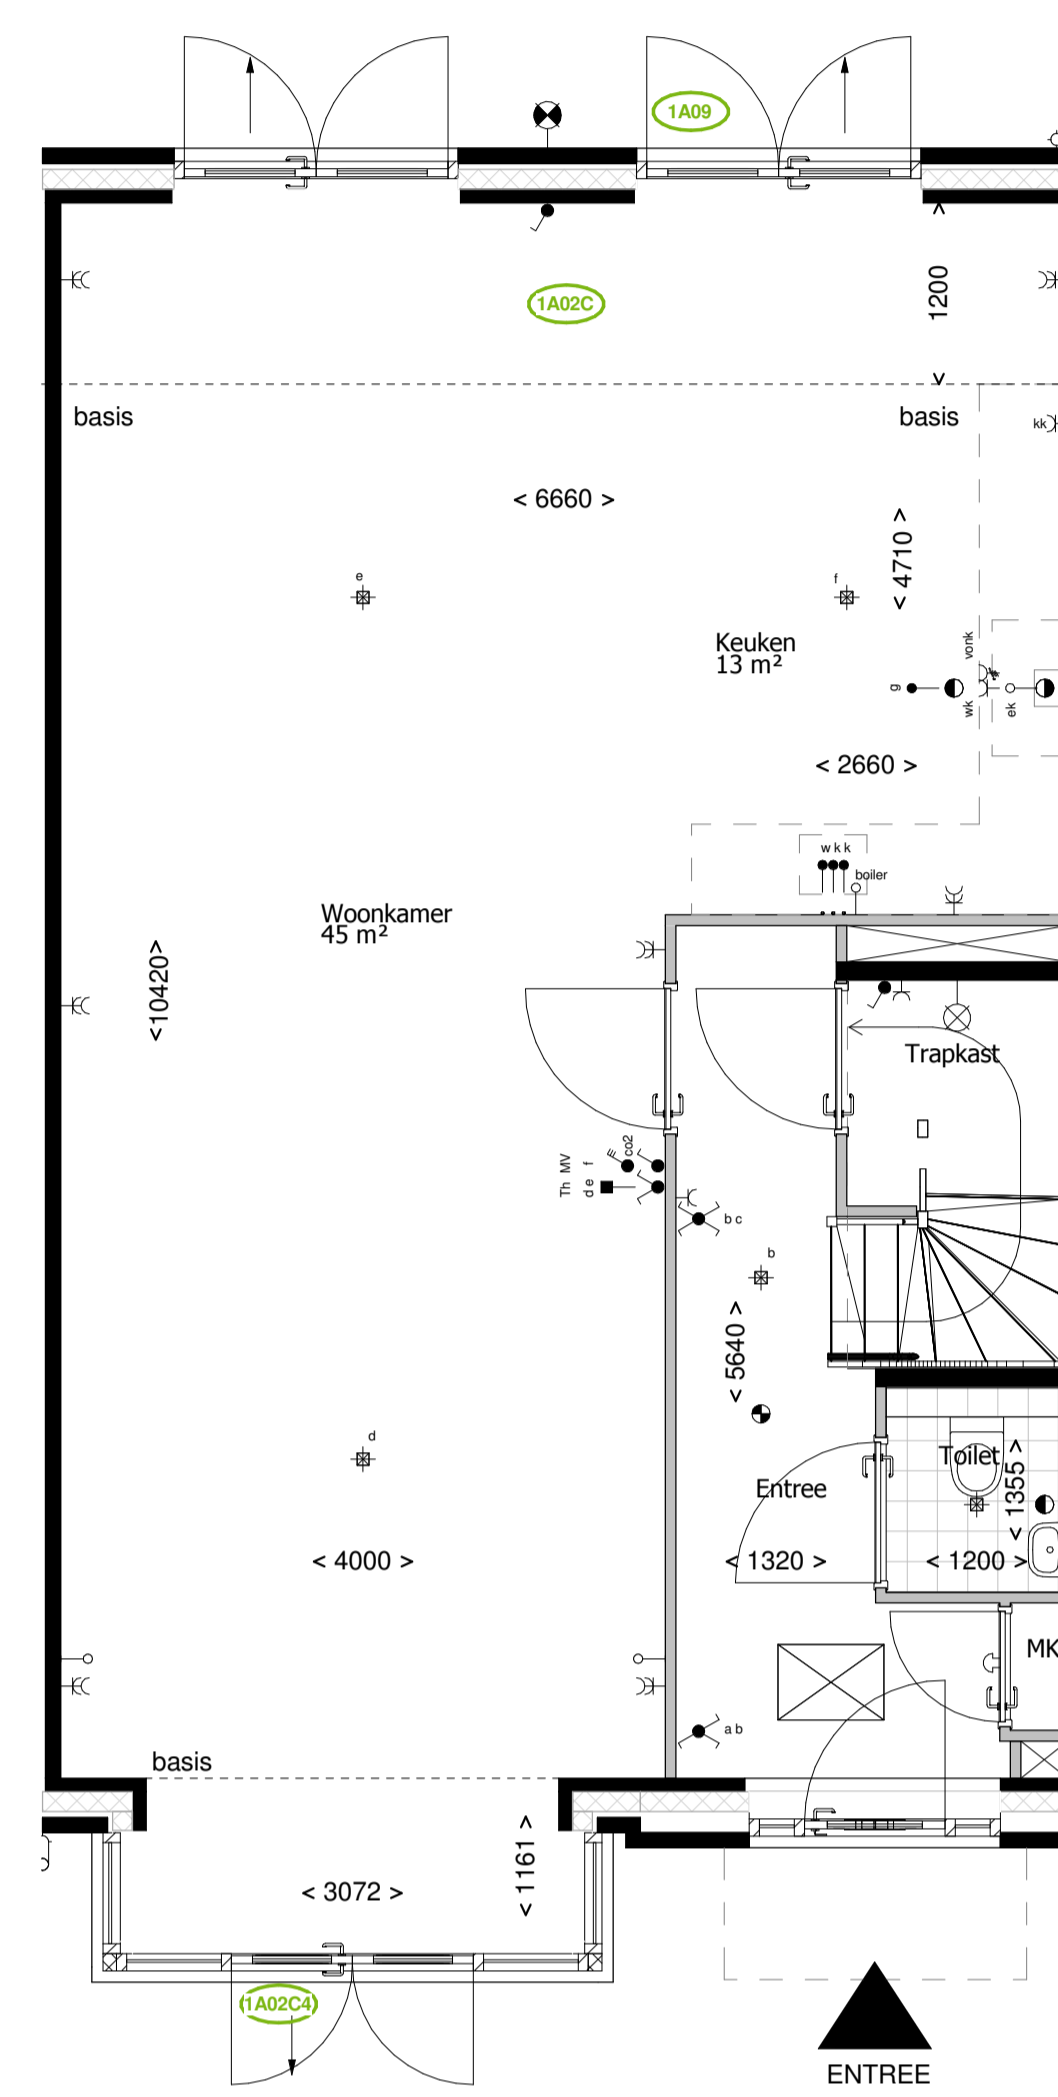 1A09
1A02C
1200
basis
basis
kk
< 6660 >
< 4710 >
e
f
Keuken
13 m²
vonk
g
wk
ek
< 2660 >
w k k
boiler
Woonkamer
45 m²
<10420>
Trapkast
Th MV
co2
d e f
b c
b
< 5640 >
d
Toilet
< 1355 >
Entree
< 4000 >
< 1320 >
< 1200 >
MK
a b
basis
< 1161 >
< 3072 >
1A02C4
ENTREE